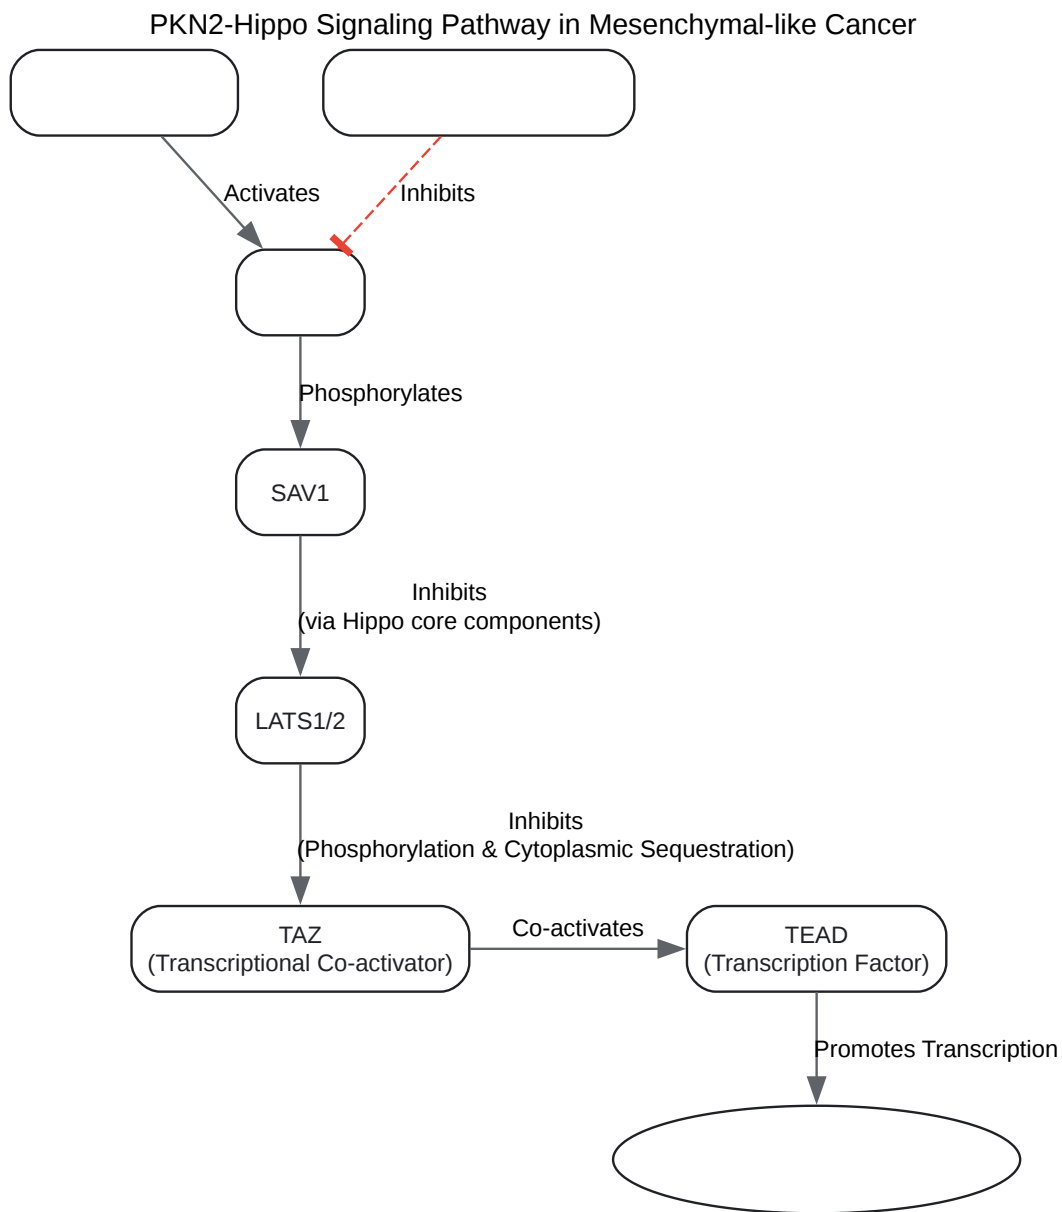 PKN2-Hippo Signaling Pathway in Mesenchymal-like Cancer
Activates
Inhibits
Phosphorylates
SAV1
Inhibits
(via Hippo core components)
LATS1/2
Inhibits
(Phosphorylation & Cytoplasmic Sequestration)
TAZ
(Transcriptional Co-activator)
Co-activates
TEAD
(Transcription Factor)
Promotes Transcription